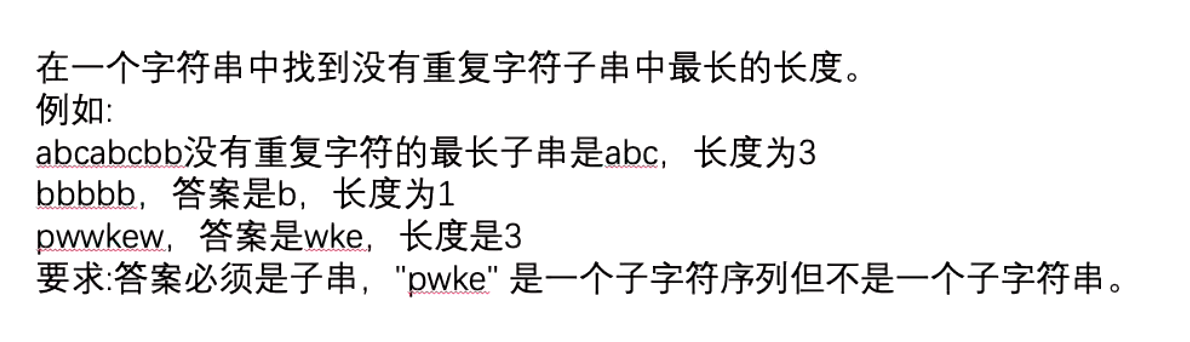 在一个字符串中找到没有重复字符子串中最长的长度。
例如:
abcabcbb没有重复字符的最长子串是abc，长度为3
bbbbb，答案是b，长度为1
pwwkew，答案是wke，长度是3
要求:答案必须是子串，"pwke" 是一个子字符序列但不是一个子字符串。